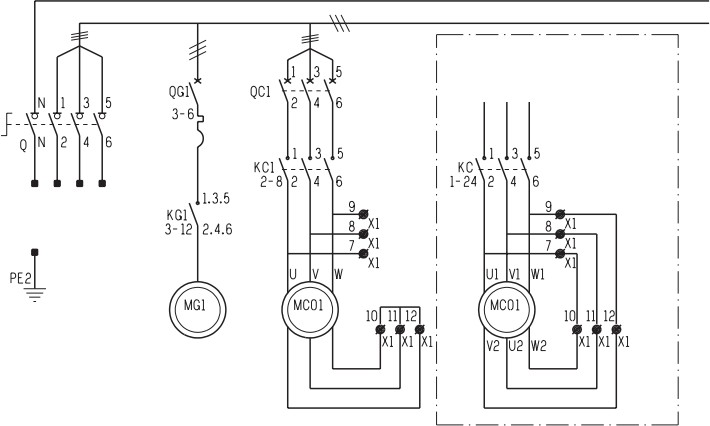 1 3 5 5
QG1 QC1
N 1 3 5
3-6 2 4 6
Q N 2 4 6
1 3 5 1 3 5
KC1 KC
2-8 2 4 6 1-24 2 4 6
1.3.5
KG1
3-12 2.4.6
9 X1 9 X1
8 X1 8 X1
7 X1 7 X1
PE2
U V W U1 V1 W1
MG1 MC01 MC01
10 11 12 10 11 12
X1 X1 X1 X1 X1 X1
V2 U2 W2